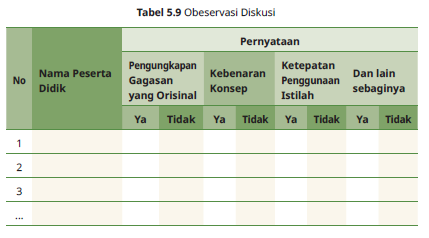 Tabel 5.9 Obeservasi Diskusi
Pernyataan
No
Nama Peserta
Didik
Pengungkapan
Gagasan
yang Orisinal
Kebenaran
Konsep
Ketepatan
Penggunaan
Istilah
Dan lain
sebaginya
Ya Tidak Ya Tidak Ya Tidak Ya Tidak
1
2
3
...